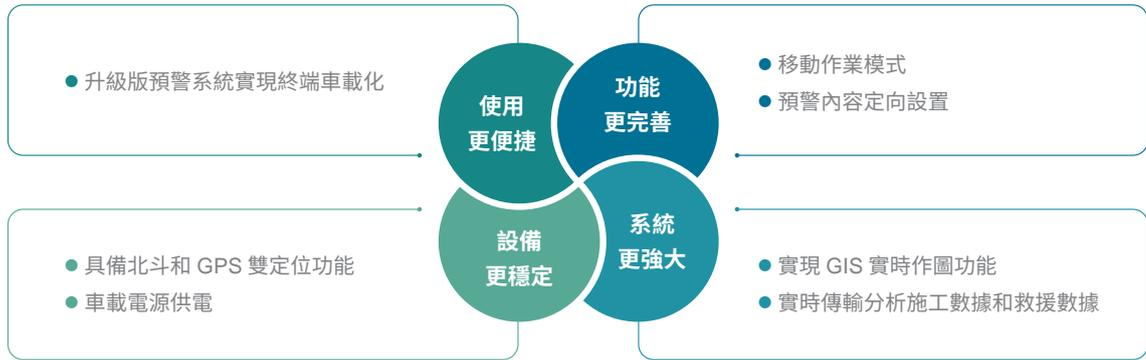 升級版預警系統實現終端車載化
使用
更便捷
功能
更完善
移動作業模式
預警內容定向設置
具備北斗和 GPS 雙定位功能
車載電源供電
設備
更穩定
系統
更強大
實現 GIS 實時作圖功能
實時傳輸分析施工數據和救援數據